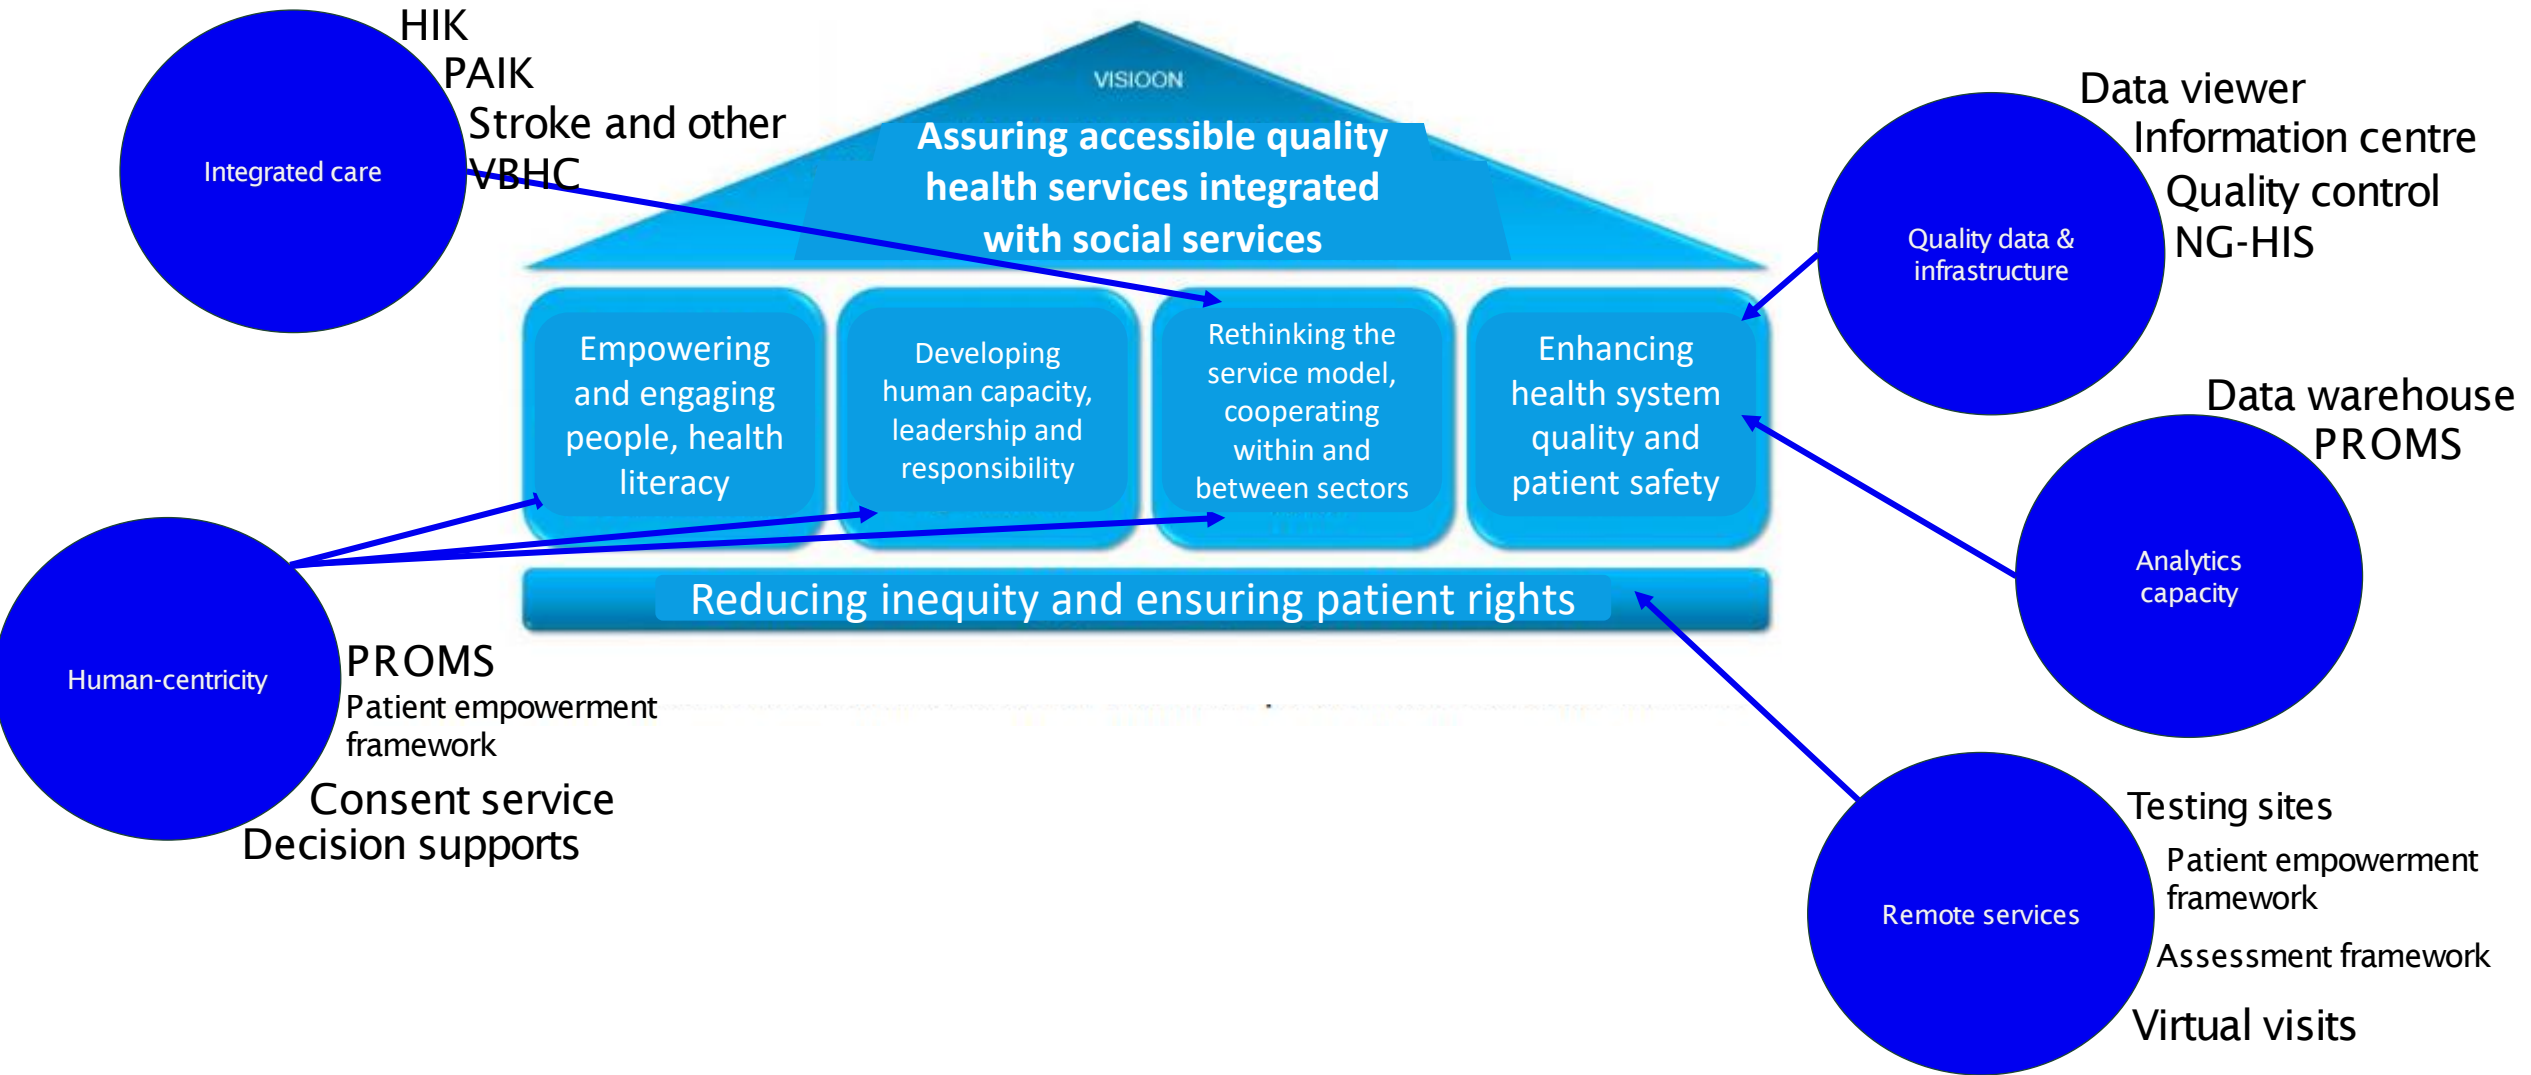 HIK
PAIK
Stroke and other
VBHC
Integrated care
VISIOON
Assuring accessible quality
health services integrated
with social services
Data viewer
Information centre
Quality control
NG-HIS
Quality data &
infrastructure
Empowering
and engaging
people, health
literacy
Developing
human capacity,
leadership and
responsibility
Rethinking the
service model,
cooperating
within and
between sectors
Enhancing
health system
quality and
patient safety
Data warehouse
PROMS
Analytics
capacity
Reducing inequity and ensuring patient rights
Human-centricity
PROMS
Patient empowerment
framework
Consent service
Decision supports
Remote services
Testing sites
Patient empowerment
framework
Assessment framework
Virtual visits